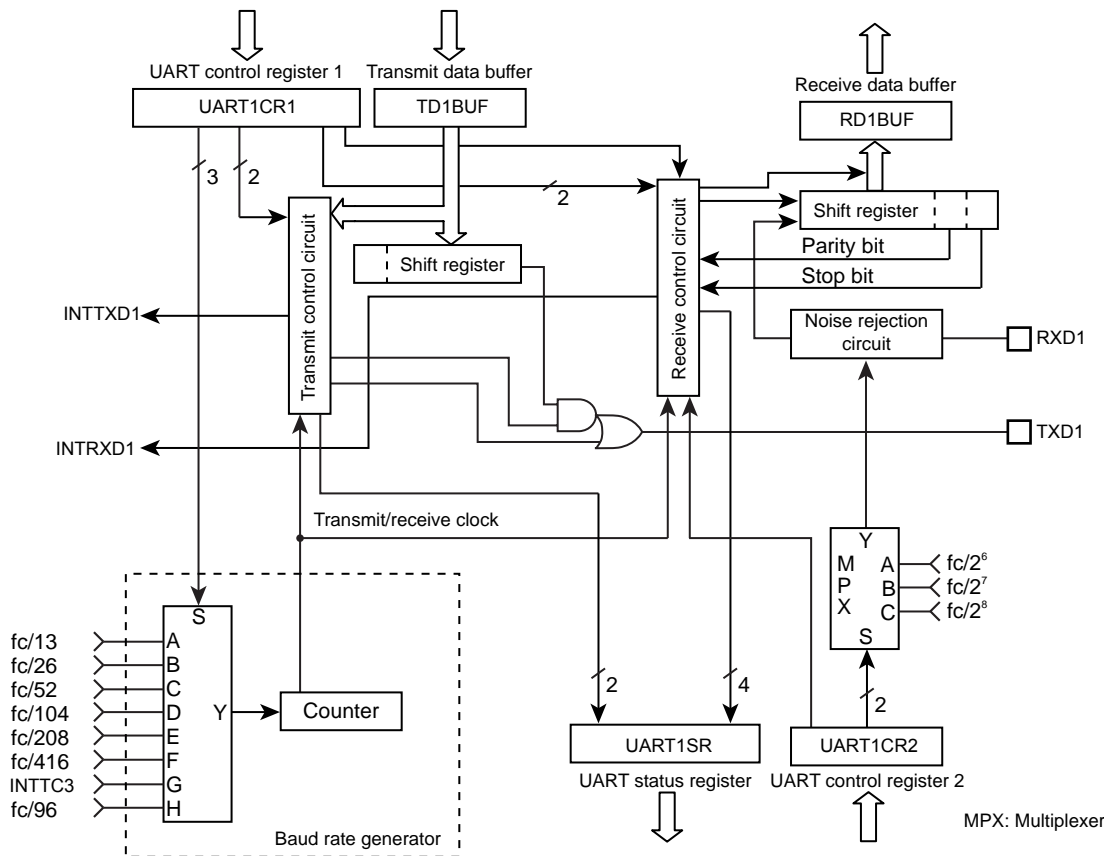 UART control register 1
Transmit data buffer
Receive data buffer
UART1CR1
TD1BUF
RD1BUF
3
2
2
Transmit control circuit
Receive control circuit
Shift register
Shift register
Parity bit
Stop bit
INTTXD1
Noise rejection
circuit
RXD1
INTRXD1
TXD1
Transmit/receive clock
Y
M
P
X
A
B
C
S
fc/2⁶
fc/2⁷
fc/2⁸
S
fc/13
A
fc/26
B
fc/52
C
fc/104
D
Y
Counter
fc/208
E
fc/416
F
INTTC3
G
fc/96
H
Baud rate generator
2
4
2
UART1SR
UART1CR2
UART status register
UART control register 2
MPX: Multiplexer